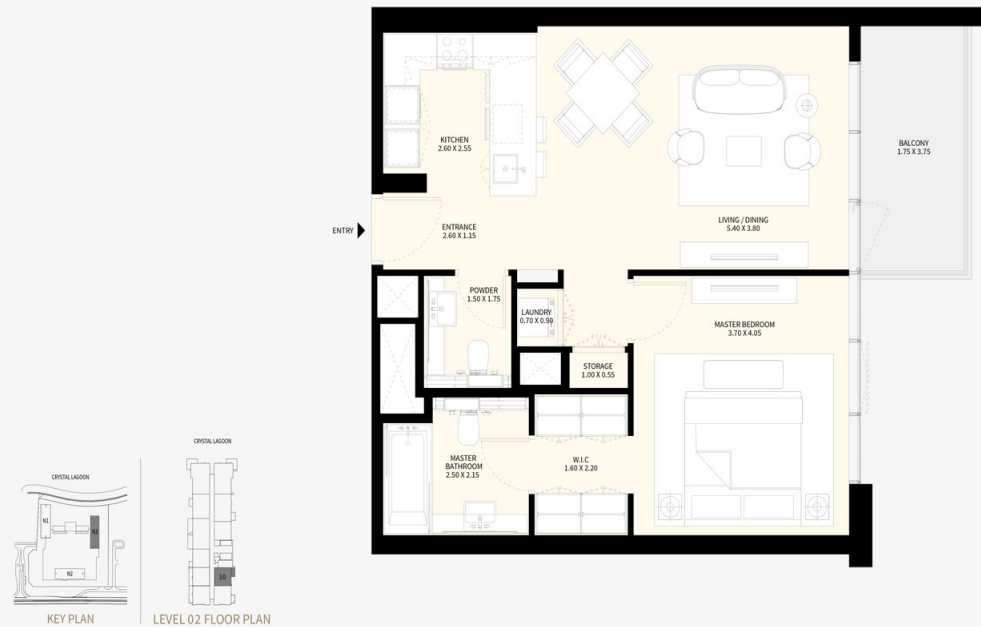 KITCHEN
2.60 X 2.55
BALCONY
1.75 X 3.75
LIVING / DINING
5.40 X 3.80
ENTRY
ENTRANCE
2.60 X 1.15
POWDER
1.50 X 1.75
LAUNDRY
0.70 X 0.90
MASTER BEDROOM
3.70 X 4.05
STORAGE
1.00 X 0.55
MASTER
BATHROOM
2.50 X 2.15
W.I.C
1.60 X 2.20
CRYSTAL LAGOON
N1
N3
N2
KEY PLAN
CRYSTAL LAGOON
10
LEVEL 02 FLOOR PLAN